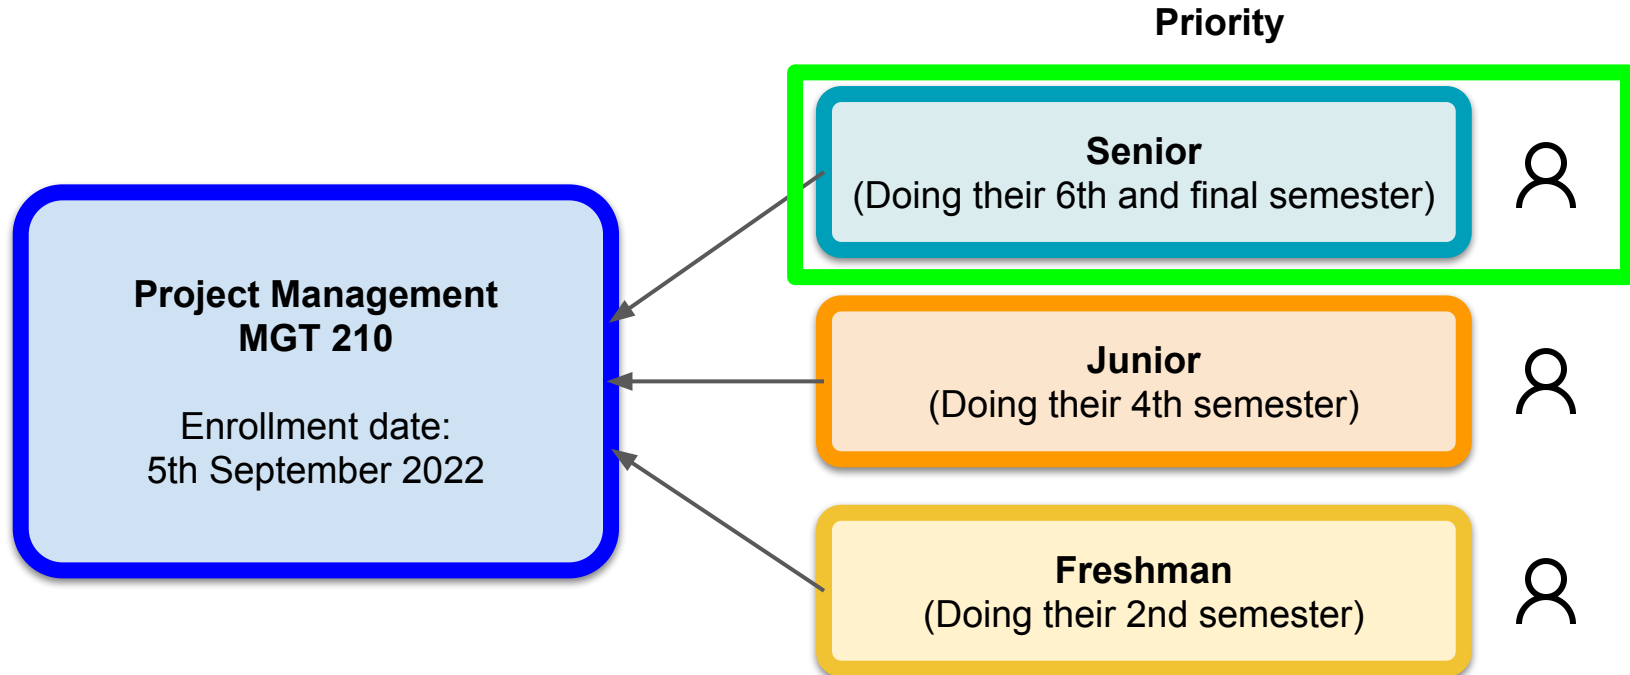 Priority
Senior
(Doing their 6th and final semester)
Project Management
MGT 210
Enrollment date:
5th September 2022
Junior
(Doing their 4th semester)
Freshman
(Doing their 2nd semester)